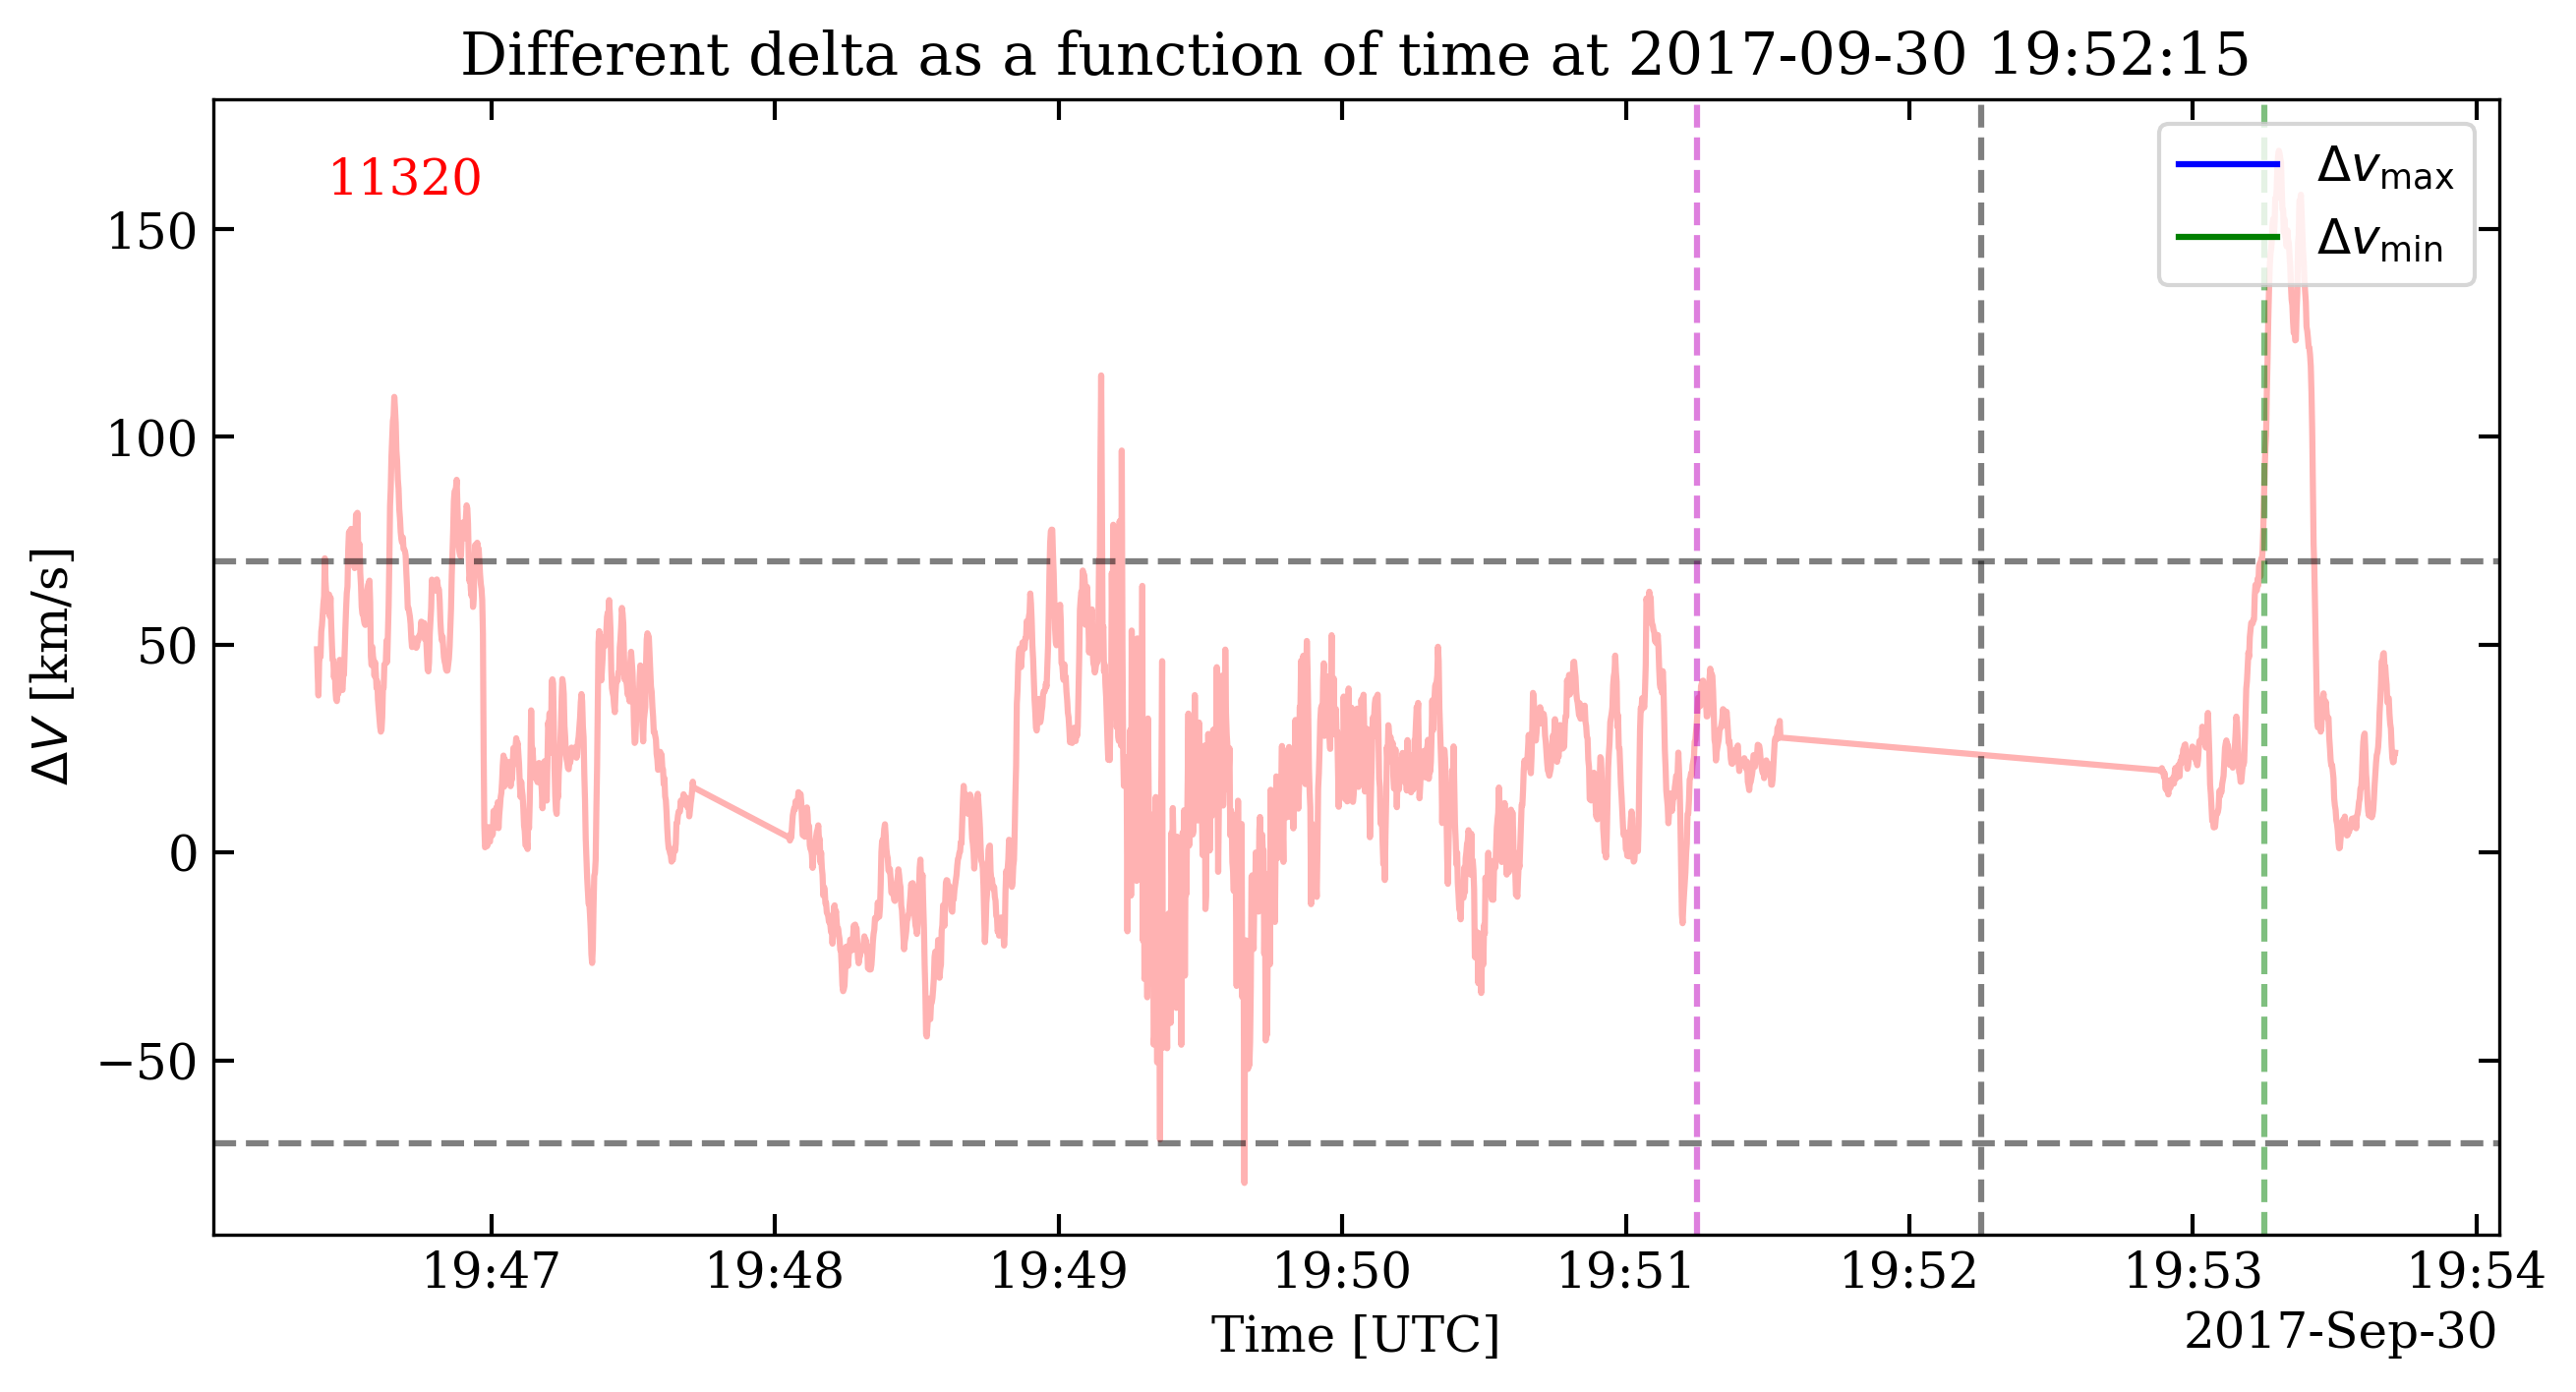 Different delta as a function of time at 2017-09-30 19:52:15
11320
Δv_max
Δv_min
150
100
50
0
−50
ΔV [km/s]
19:47 19:48 19:49 19:50 19:51 19:52 19:53 19:54
Time [UTC]
2017-Sep-30